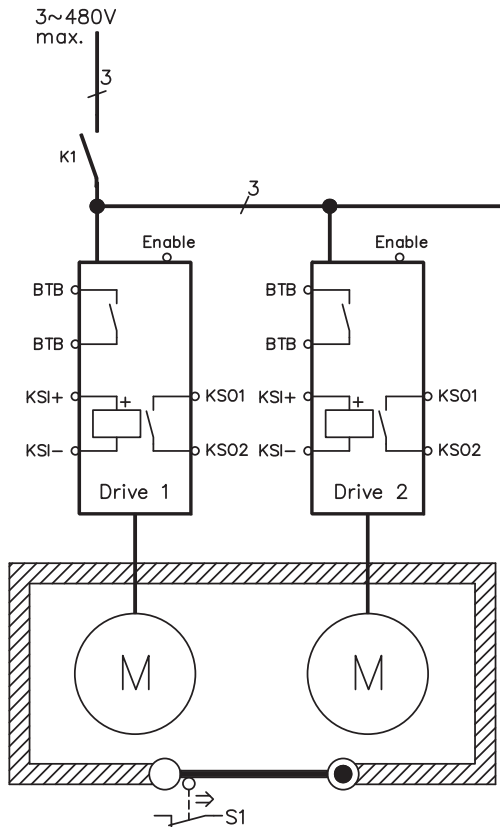 3~480V
max.
3
K1
3
Enable
Enable
BTB
BTB
BTB
BTB
KSI+
+
KSO1
KSI+
+
KSO1
KSI-
KSO2
KSI-
KSO2
Drive 1
Drive 2
M
M
S1